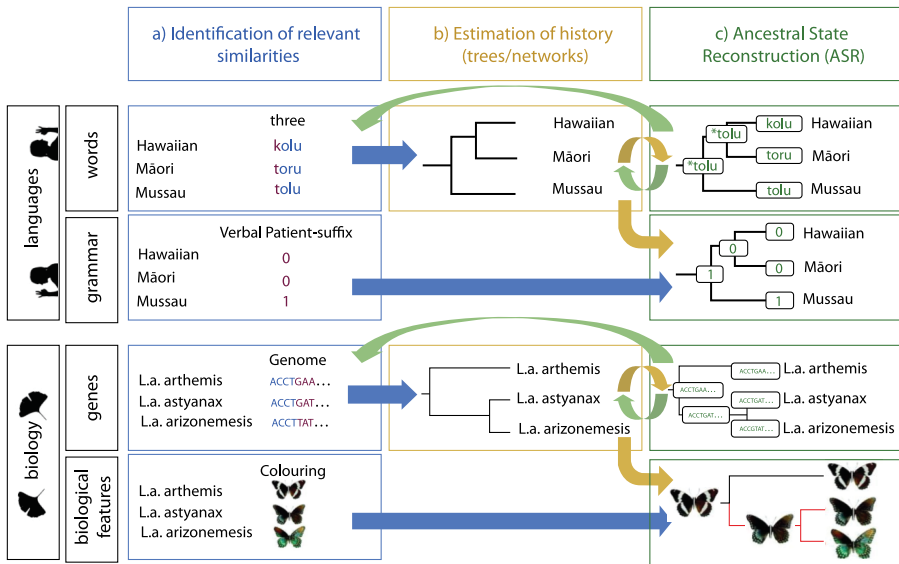 a) Identification of relevant
similarities
b) Estimation of history
(trees/networks)
c) Ancestral State
Reconstruction (ASR)
languages
words
three
Hawaiian kolu
Māori toru
Mussau tolu
Hawaiian
Māori
Mussau
kolu Hawaiian
*tolu
toru Māori
*tolu
tolu Mussau
grammar
Verbal Patient-suffix
Hawaiian 0
Māori 0
Mussau 1
0 Hawaiian
0
0 Māori
1
1 Mussau
biology
genes
Genome
L.a. arthemis ACCTGAA...
L.a. astyanax ACCTGAT...
L.a. arizonemesis ACCTTAT...
L.a. arthemis
L.a. astyanax
L.a. arizonemesis
ACCTGAA... L.a. arthemis
ACCTGAA...
ACCTGAT... L.a. astyanax
ACCTGAT...
ACCGTAT... L.a. arizonemesis
biological
features
Colouring
L.a. arthemis
L.a. astyanax
L.a. arizonemesis